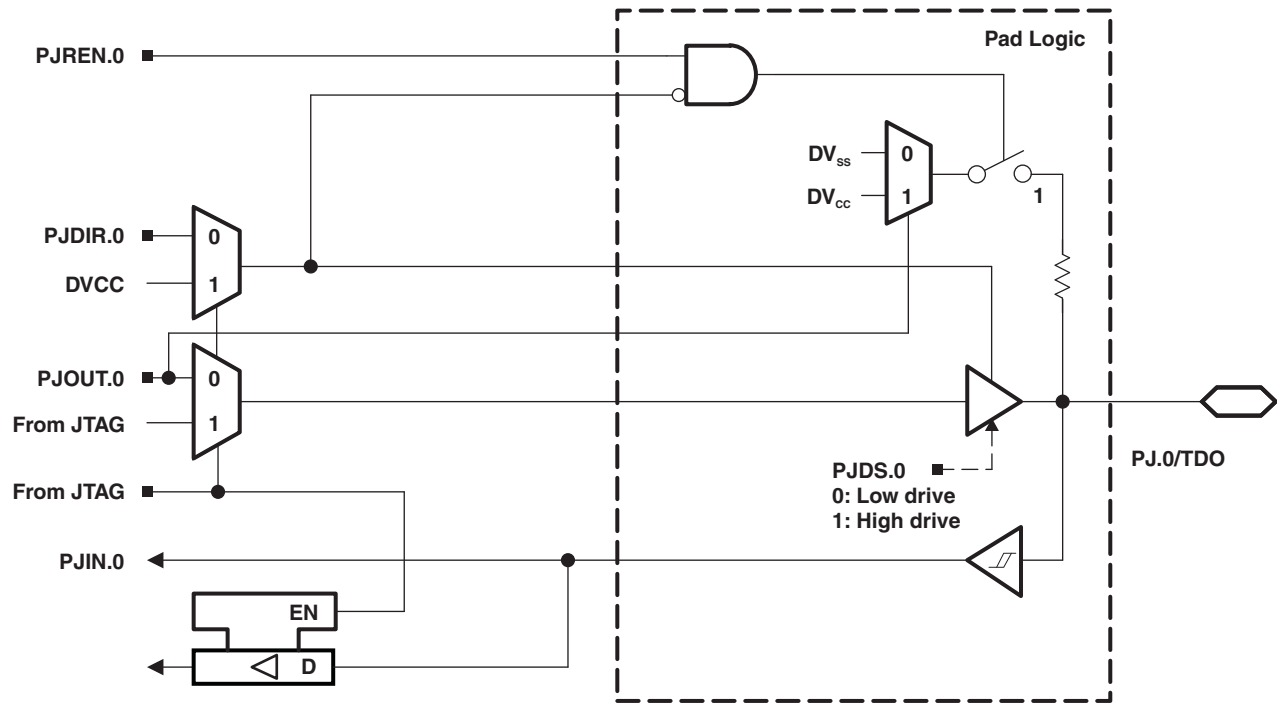 Pad Logic
PJREN.0
DVss
0
DVcc
1
1
PJDIR.0
0
DVCC
1
PJOUT.0
0
From JTAG
1
PJ.0/TDO
PJDS.0
0: Low drive
1: High drive
From JTAG
PJIN.0
EN
D